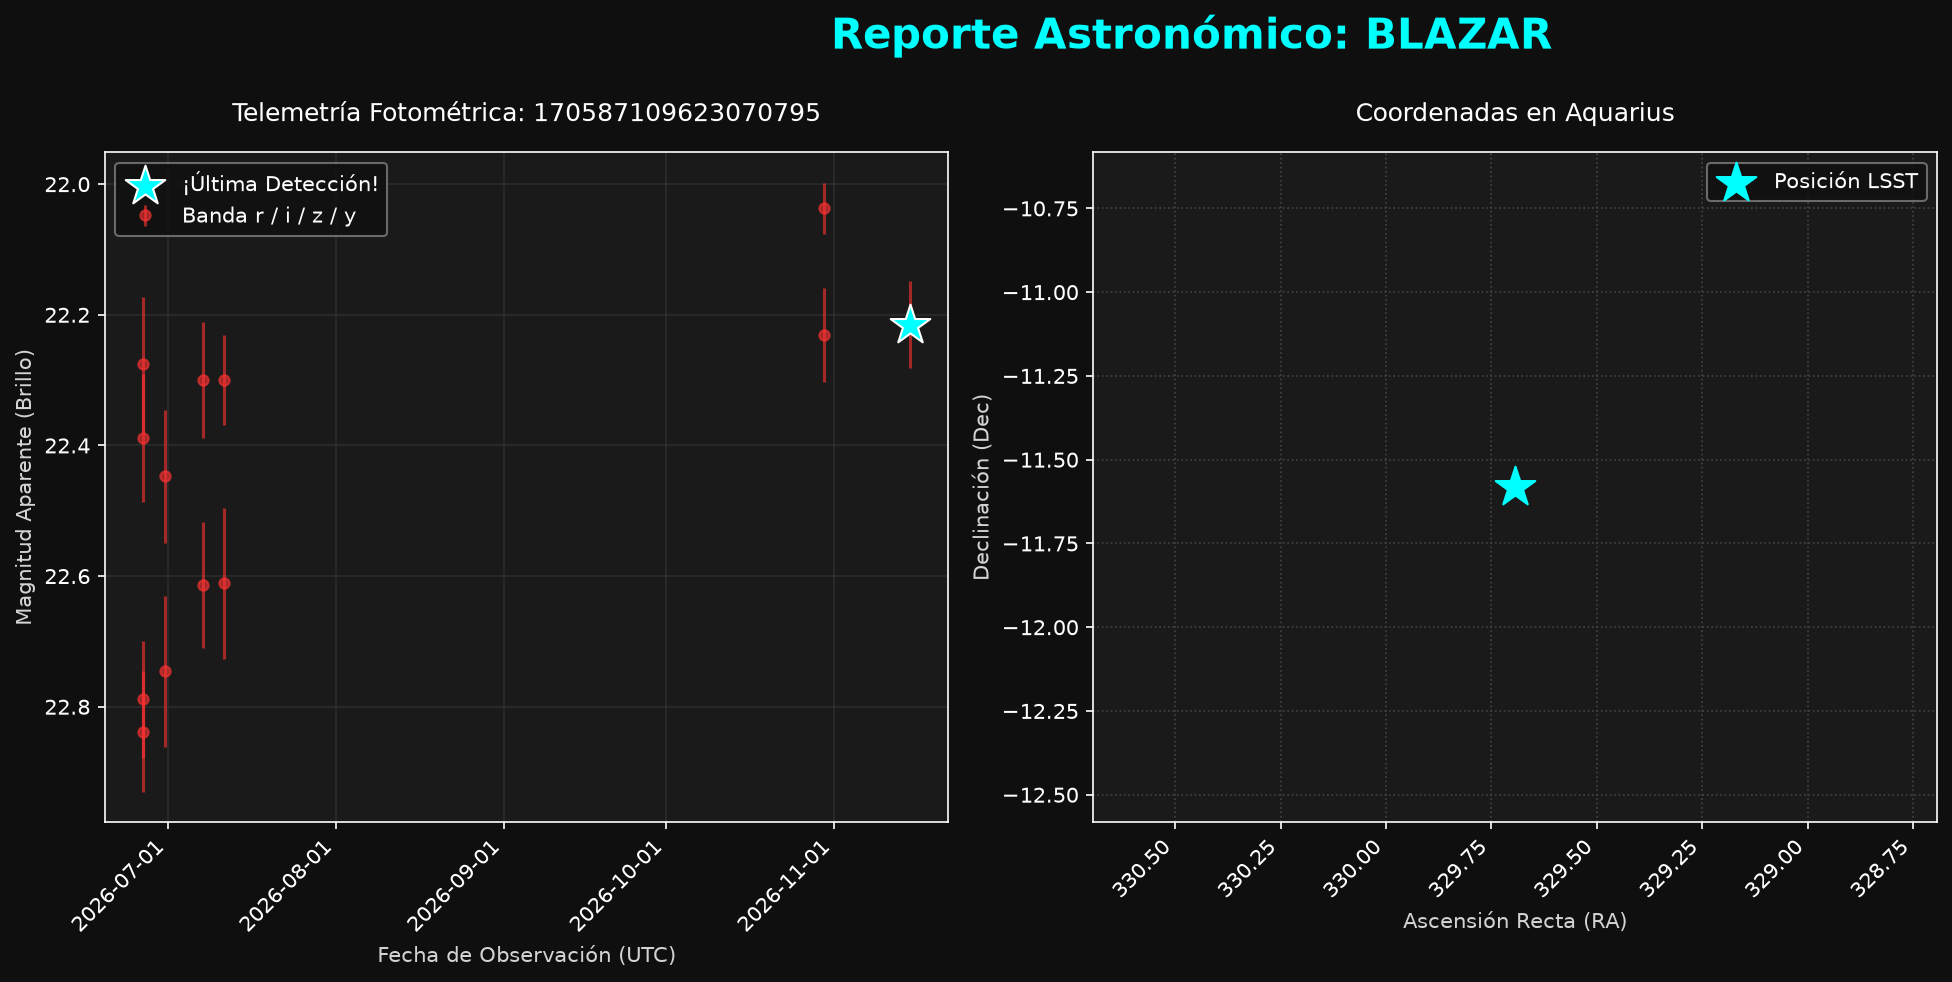 Reporte Astronómico: BLAZAR
Telemetría Fotométrica: 170587109623070795
¡Última Detección!
Banda r / i / z / y
22.0
22.2
22.4
22.6
22.8
Magnitud Aparente (Brillo)
2026-07-01
2026-08-01
2026-09-01
2026-10-01
2026-11-01
Fecha de Observación (UTC)
Coordenadas en Aquarius
Posición LSST
−10.75
−11.00
−11.25
−11.50
−11.75
−12.00
−12.25
−12.50
Declinación (Dec)
330.50
330.25
330.00
329.75
329.50
329.25
329.00
328.75
Ascensión Recta (RA)